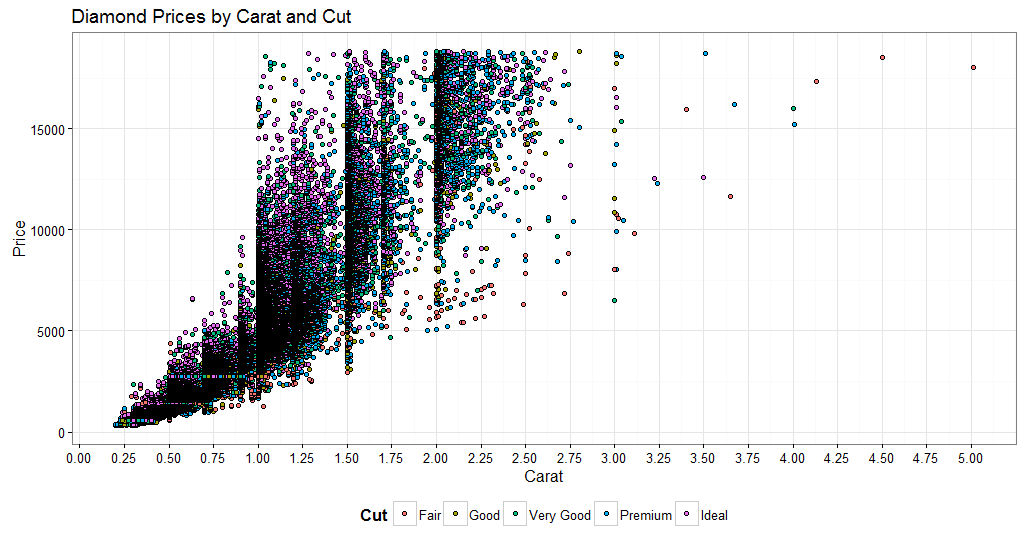 Diamond Prices by Carat and Cut
15000
10000
5000
0
Price
0.00 0.25 0.50 0.75 1.00 1.25 1.50 1.75 2.00 2.25 2.50 2.75 3.00 3.25 3.50 3.75 4.00 4.25 4.50 4.75 5.00
Carat
Cut Fair Good Very Good Premium Ideal